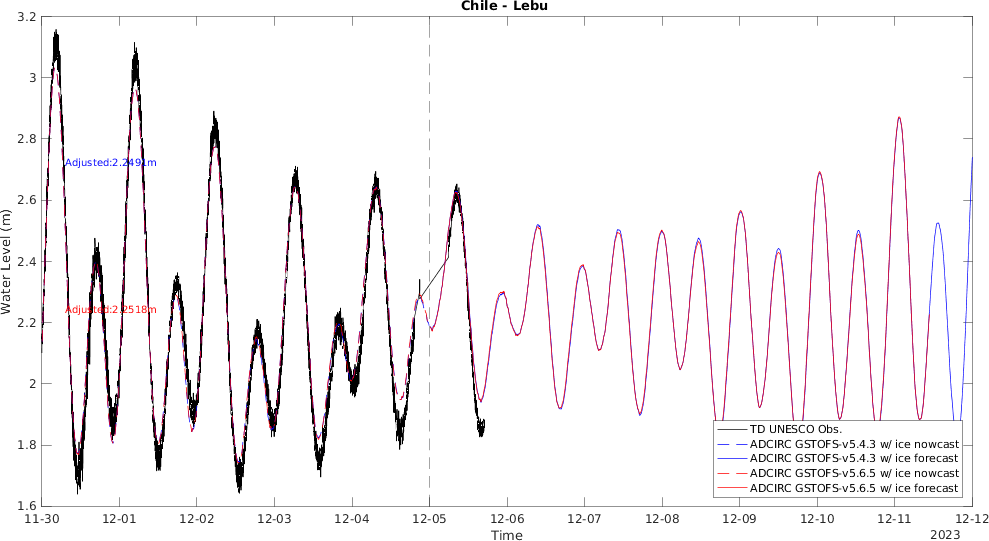 Chile - Lebu
Water Level (m)
3.2
3
2.8
2.6
2.4
2.2
2
1.8
1.6
Adjusted:2.2491m
Adjusted:2.2518m
TD UNESCO Obs.
ADCIRC GSTOFS-v5.4.3 w/ ice nowcast
ADCIRC GSTOFS-v5.4.3 w/ ice forecast
ADCIRC GSTOFS-v5.6.5 w/ ice nowcast
ADCIRC GSTOFS-v5.6.5 w/ ice forecast
11-30 12-01 12-02 12-03 12-04 12-05 12-06 12-07 12-08 12-09 12-10 12-11 12-12
Time
2023